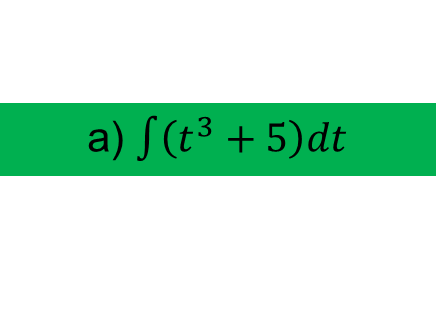 a) ∫(t³ + 5)dt